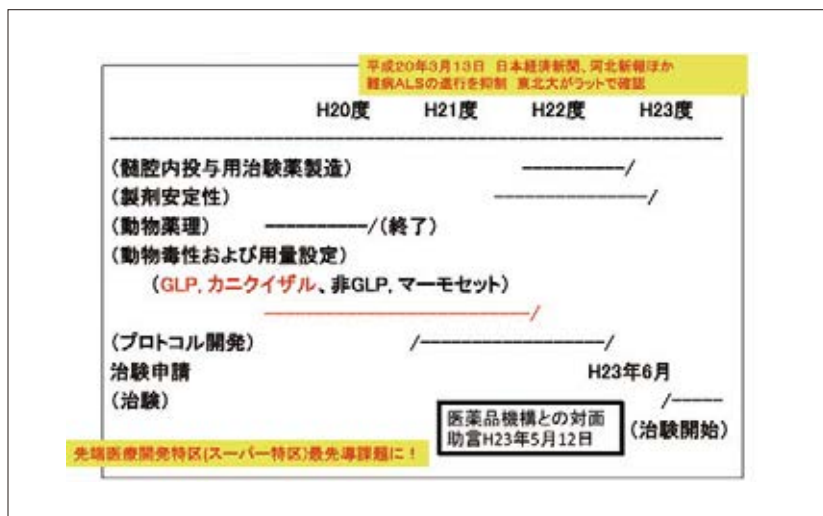 平成20年3月13日 日本経済新聞、河北新報ほか
難病ALSの進行を抑制 東北大がラットで確認
H20度 H21度 H22度 H23度
(髄腔内投与用治験薬製造) ----------/
(製剤安定性) ---------------/
(動物薬理) ----------/(終了)
(動物毒性および用量設定)
(GLP, カニクイザル、非GLP, マーモセット)
--------------------------/
(プロトコル開発) /------------------/
治験申請 H23年6月
(治験) /-----
医薬品機構との対面
助言H23年5月12日
(治験開始)
先端医療開発特区(スーパー特区)最先導課題に！